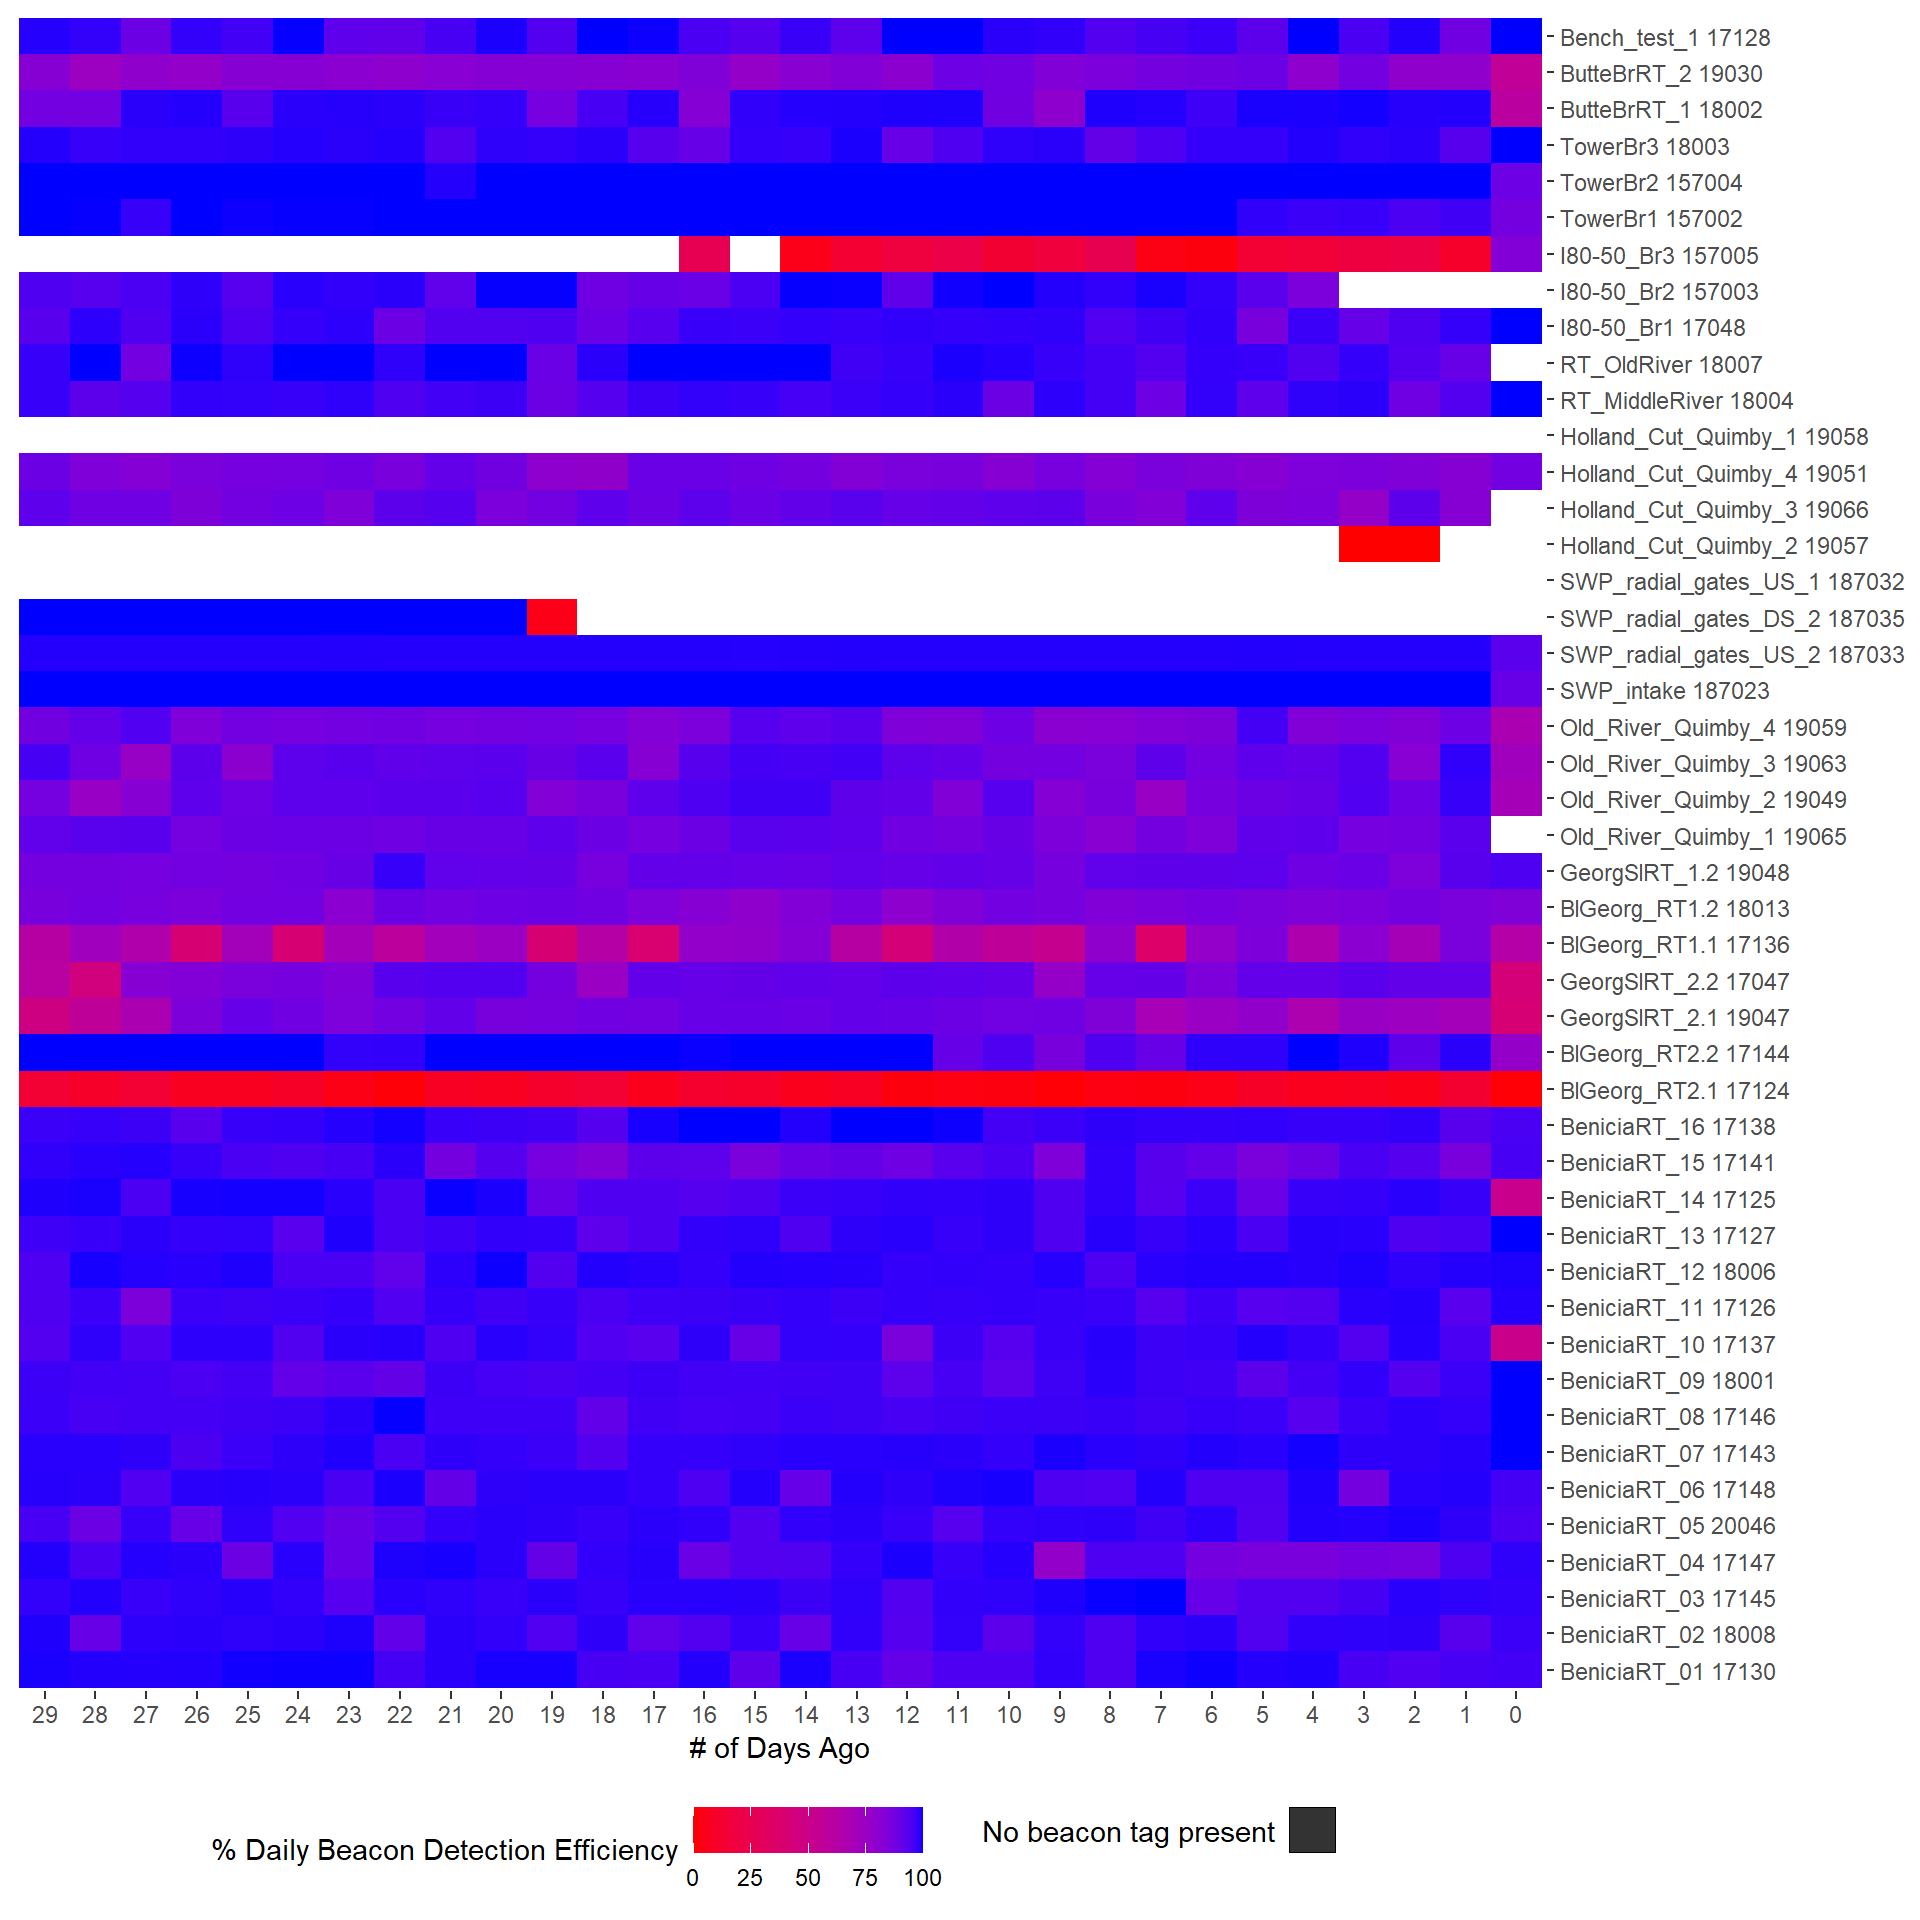 Bench_test_1 17128
ButteBrRT_2 19030
ButteBrRT_1 18002
TowerBr3 18003
TowerBr2 157004
TowerBr1 157002
I80-50_Br3 157005
I80-50_Br2 157003
I80-50_Br1 17048
RT_OldRiver 18007
RT_MiddleRiver 18004
Holland_Cut_Quimby_1 19058
Holland_Cut_Quimby_4 19051
Holland_Cut_Quimby_3 19066
Holland_Cut_Quimby_2 19057
SWP_radial_gates_US_1 187032
SWP_radial_gates_DS_2 187035
SWP_radial_gates_US_2 187033
SWP_intake 187023
Old_River_Quimby_4 19059
Old_River_Quimby_3 19063
Old_River_Quimby_2 19049
Old_River_Quimby_1 19065
GeorgSlRT_1.2 19048
BlGeorg_RT1.2 18013
BlGeorg_RT1.1 17136
GeorgSlRT_2.2 17047
GeorgSlRT_2.1 19047
BlGeorg_RT2.2 17144
BlGeorg_RT2.1 17124
BeniciaRT_16 17138
BeniciaRT_15 17141
BeniciaRT_14 17125
BeniciaRT_13 17127
BeniciaRT_12 18006
BeniciaRT_11 17126
BeniciaRT_10 17137
BeniciaRT_09 18001
BeniciaRT_08 17146
BeniciaRT_07 17143
BeniciaRT_06 17148
BeniciaRT_05 20046
BeniciaRT_04 17147
BeniciaRT_03 17145
BeniciaRT_02 18008
BeniciaRT_01 17130
29 28 27 26 25 24 23 22 21 20 19 18 17 16 15 14 13 12 11 10 9 8 7 6 5 4 3 2 1 0
# of Days Ago
% Daily Beacon Detection Efficiency
0 25 50 75 100
No beacon tag present